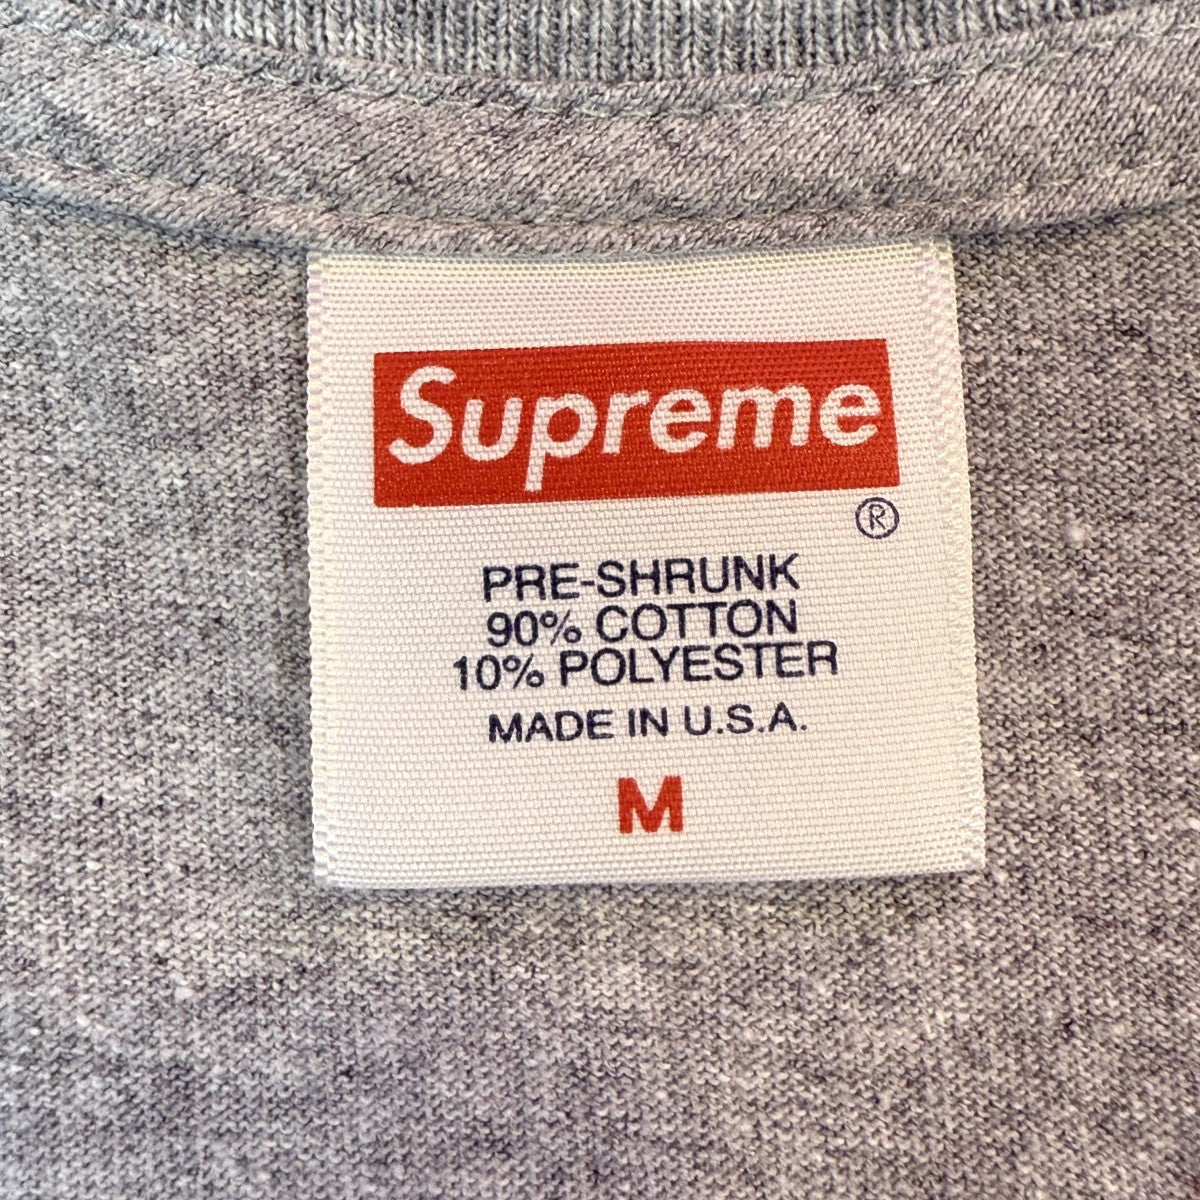 Supreme
®
PRE-SHRUNK
90% COTTON
10% POLYESTER
MADE IN U.S.A.
M